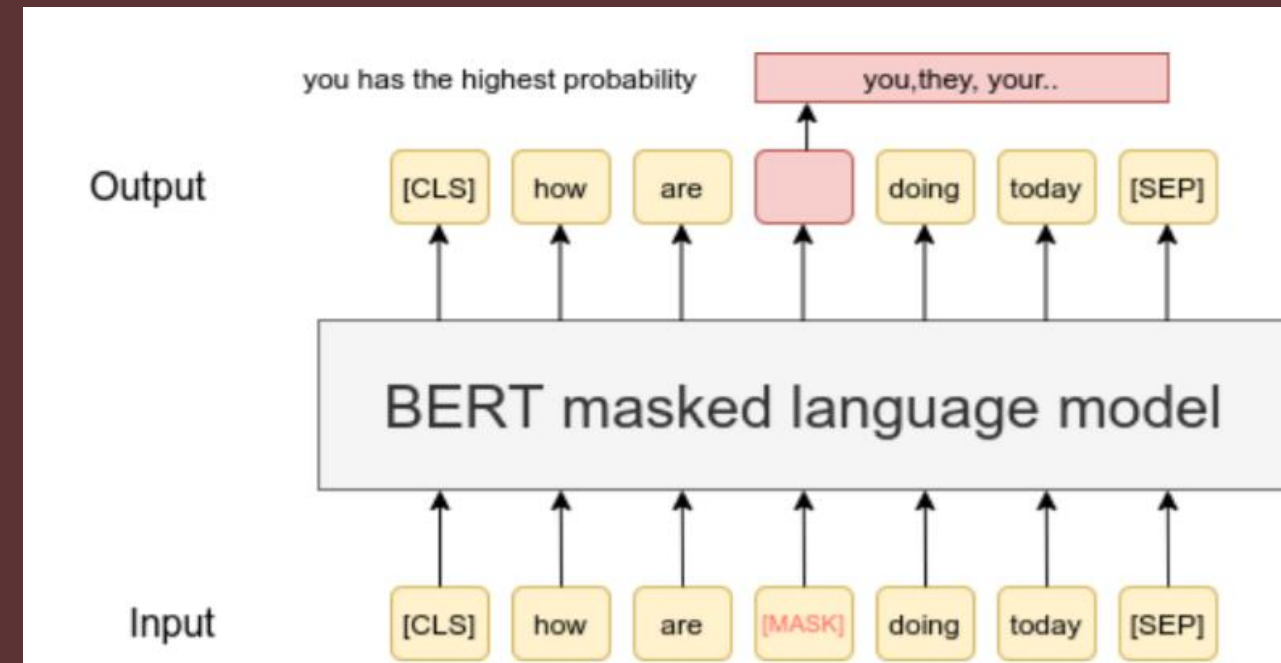 you has the highest probability
you,they, your..
Output
[CLS] how are doing today [SEP]
BERT masked language model
Input
[CLS] how are [MASK] doing today [SEP]